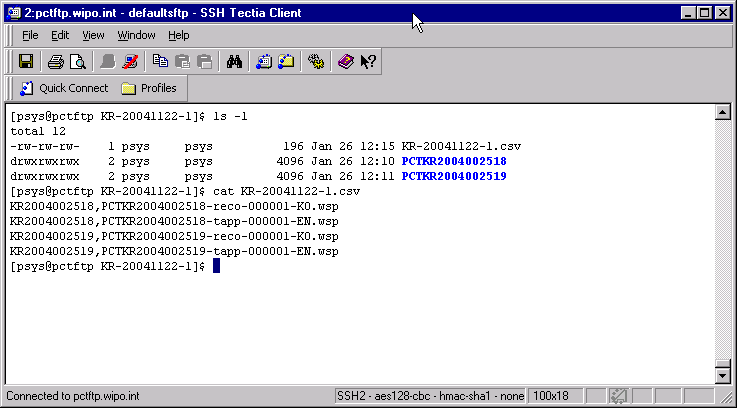 2:pctftp.wipo.int - defaultsftp - SSH Tectia Client
File Edit View Window Help
Quick Connect Profiles
[psys@pctftp KR-20041122-1]$ ls -l
total 12
-rw-rw-rw- 1 psys psys 196 Jan 26 12:15 KR-20041122-1.csv
drwxrwxrwx 2 psys psys 4096 Jan 26 12:10 PCTKR2004002518
drwxrwxrwx 2 psys psys 4096 Jan 26 12:11 PCTKR2004002519
[psys@pctftp KR-20041122-1]$ cat KR-20041122-1.csv
KR2004002518,PCTKR2004002518-reco-000001-KO.wsp
KR2004002518,PCTKR2004002518-tapp-000001-EN.wsp
KR2004002519,PCTKR2004002519-reco-000001-KO.wsp
KR2004002519,PCTKR2004002519-tapp-000001-EN.wsp
[psys@pctftp KR-20041122-1]$
Connected to pctftp.wipo.int SSH2 - aes128-cbc - hmac-sha1 - none 100x18